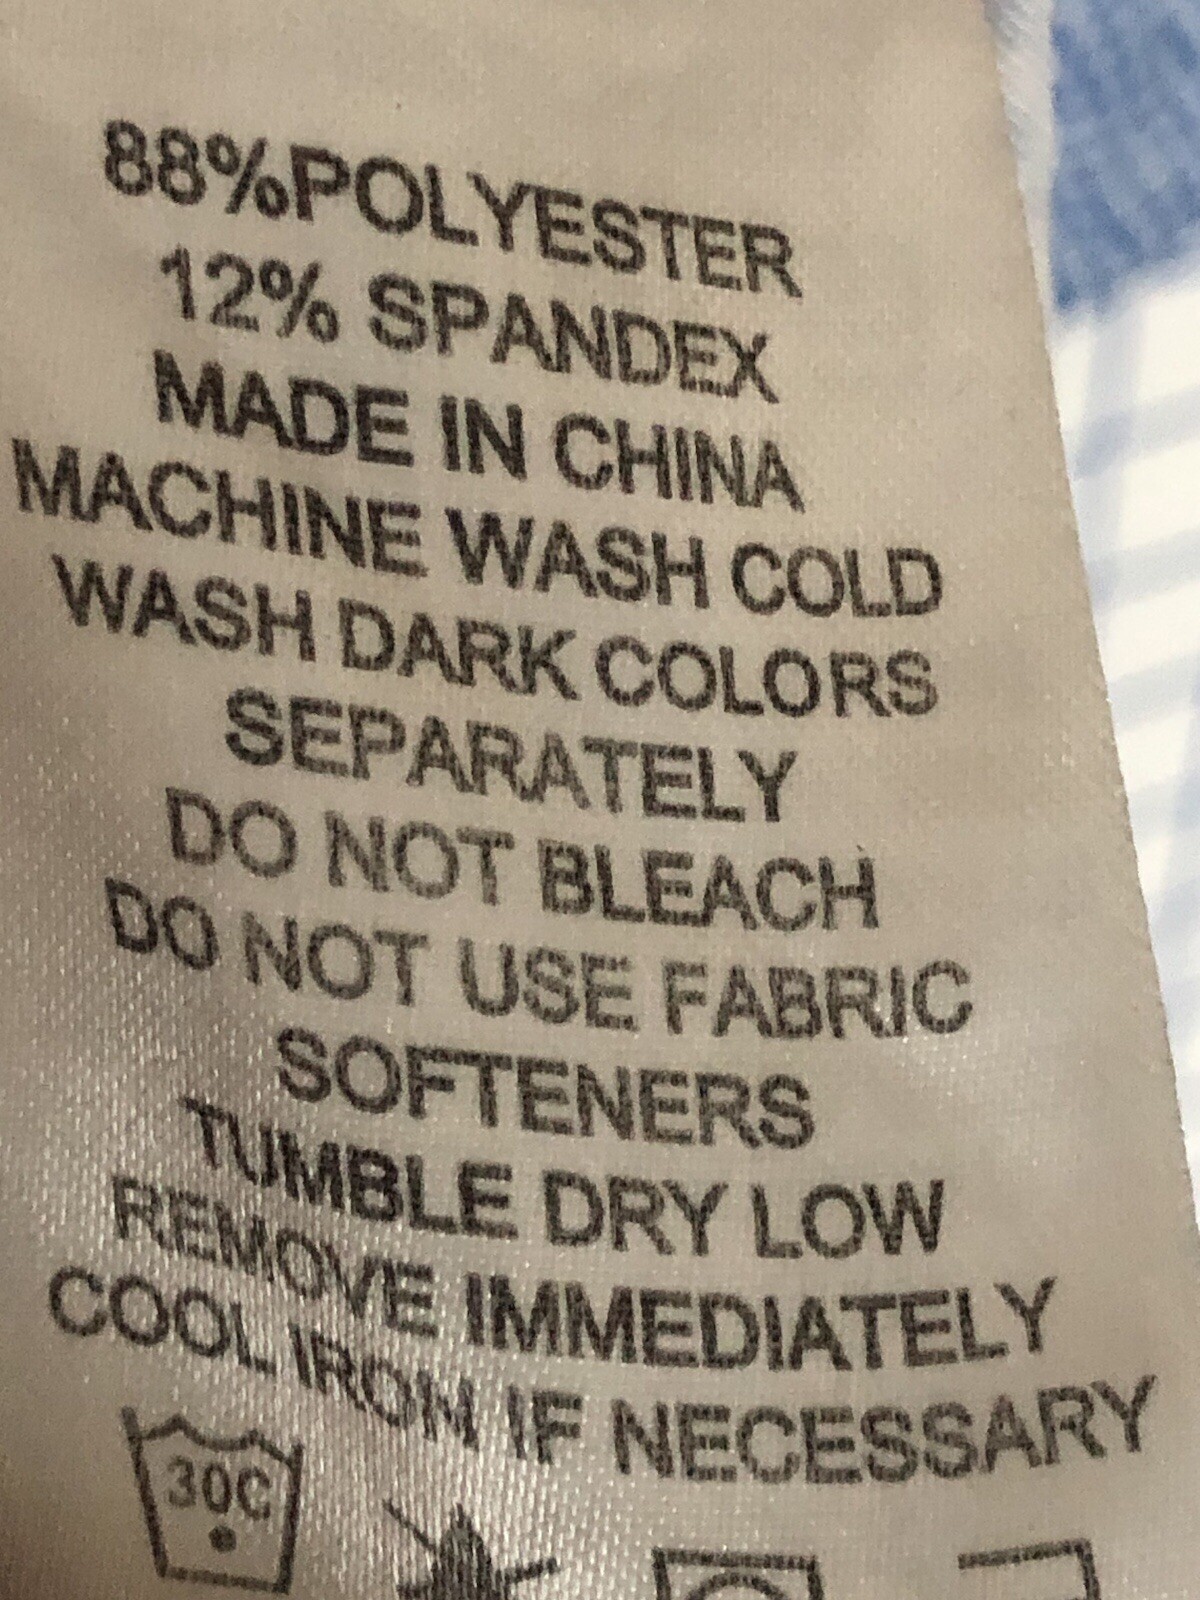 88%POLYESTER
12% SPANDEX
MADE IN CHINA
MACHINE WASH COLD
WASH DARK COLORS
SEPARATELY
DO NOT BLEACH
DO NOT USE FABRIC
SOFTENERS
TUMBLE DRY LOW
REMOVE IMMEDIATELY
COOL IRON IF NECESSARY
30C